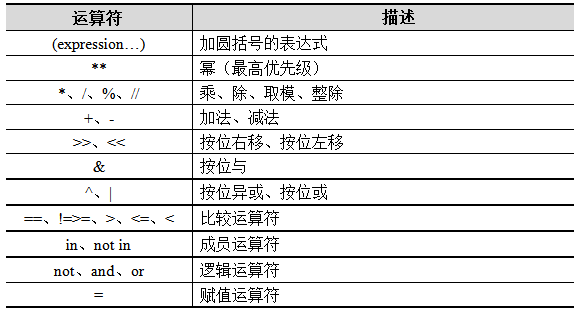 运算符 描述
(expression…) 加圆括号的表达式
** 幂（最高优先级）
*、/、%、// 乘、除、取模、整除
+、- 加法、减法
>>、<< 按位右移、按位左移
& 按位与
^、| 按位异或、按位或
==、!=>=、>、<=、< 比较运算符
in、not in 成员运算符
not、and、or 逻辑运算符
= 赋值运算符